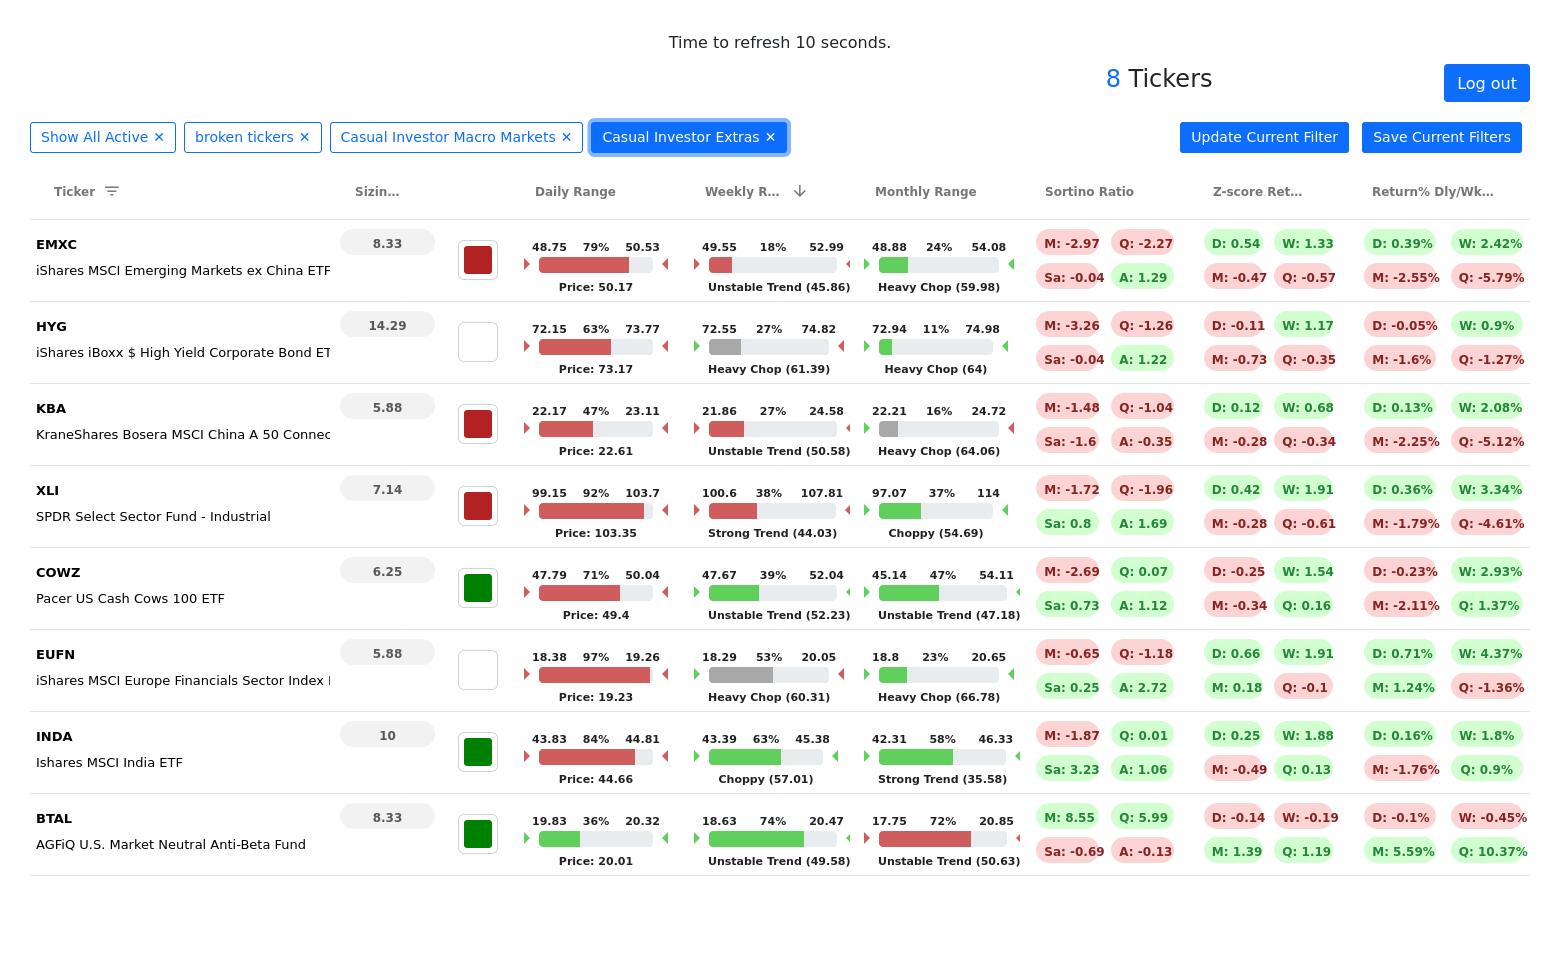 Time to refresh 10 seconds.
8 Tickers
Log out
Show All Active ✕ broken tickers ✕ Casual Investor Macro Markets ✕ Casual Investor Extras ✕ Update Current Filter Save Current Filters
Ticker Sizin... Daily Range Weekly R... Monthly Range Sortino Ratio Z-score Ret... Return% Dly/Wk...
EMXC 8.33 48.75 79% 50.53 49.55 18% 52.99 48.88 24% 54.08 M: -2.97 Q: -2.27 D: 0.54 W: 1.33 D: 0.39% W: 2.42%
iShares MSCI Emerging Markets ex China ETF Sa: -0.04 A: 1.29 M: -0.47 Q: -0.57 M: -2.55% Q: -5.79%
Price: 50.17 Unstable Trend (45.86) Heavy Chop (59.98)
HYG 14.29 72.15 63% 73.77 72.55 27% 74.82 72.94 11% 74.98 M: -3.26 Q: -1.26 D: -0.11 W: 1.17 D: -0.05% W: 0.9%
iShares iBoxx $ High Yield Corporate Bond ET Sa: -0.04 A: 1.22 M: -0.73 Q: -0.35 M: -1.6% Q: -1.27%
Price: 73.17 Heavy Chop (61.39) Heavy Chop (64)
KBA 5.88 22.17 47% 23.11 21.86 27% 24.58 22.21 16% 24.72 M: -1.48 Q: -1.04 D: 0.12 W: 0.68 D: 0.13% W: 2.08%
KraneShares Bosera MSCI China A 50 Connec Sa: -1.6 A: -0.35 M: -0.28 Q: -0.34 M: -2.25% Q: -5.12%
Price: 22.61 Unstable Trend (50.58) Heavy Chop (64.06)
XLI 7.14 99.15 92% 103.7 100.6 38% 107.81 97.07 37% 114 M: -1.72 Q: -1.96 D: 0.42 W: 1.91 D: 0.36% W: 3.34%
SPDR Select Sector Fund - Industrial Sa: 0.8 A: 1.69 M: -0.28 Q: -0.61 M: -1.79% Q: -4.61%
Price: 103.35 Strong Trend (44.03) Choppy (54.69)
COWZ 6.25 47.79 71% 50.04 47.67 39% 52.04 45.14 47% 54.11 M: -2.69 Q: 0.07 D: -0.25 W: 1.54 D: -0.23% W: 2.93%
Pacer US Cash Cows 100 ETF Sa: 0.73 A: 1.12 M: -0.34 Q: 0.16 M: -2.11% Q: 1.37%
Price: 49.4 Unstable Trend (52.23) Unstable Trend (47.18)
EUFN 5.88 18.38 97% 19.26 18.29 53% 20.05 18.8 23% 20.65 M: -0.65 Q: -1.18 D: 0.66 W: 1.91 D: 0.71% W: 4.37%
iShares MSCI Europe Financials Sector Index Sa: 0.25 A: 2.72 M: 0.18 Q: -0.1 M: 1.24% Q: -1.36%
Price: 19.23 Heavy Chop (60.31) Heavy Chop (66.78)
INDA 10 43.83 84% 44.81 43.39 63% 45.38 42.31 58% 46.33 M: -1.87 Q: 0.01 D: 0.25 W: 1.88 D: 0.16% W: 1.8%
Ishares MSCI India ETF Sa: 3.23 A: 1.06 M: -0.49 Q: 0.13 M: -1.76% Q: 0.9%
Price: 44.66 Choppy (57.01) Strong Trend (35.58)
BTAL 8.33 19.83 36% 20.32 18.63 74% 20.47 17.75 72% 20.85 M: 8.55 Q: 5.99 D: -0.14 W: -0.19 D: -0.1% W: -0.45%
AGFiQ U.S. Market Neutral Anti-Beta Fund Sa: -0.69 A: -0.13 M: 1.39 Q: 1.19 M: 5.59% Q: 10.37%
Price: 20.01 Unstable Trend (49.58) Unstable Trend (50.63)